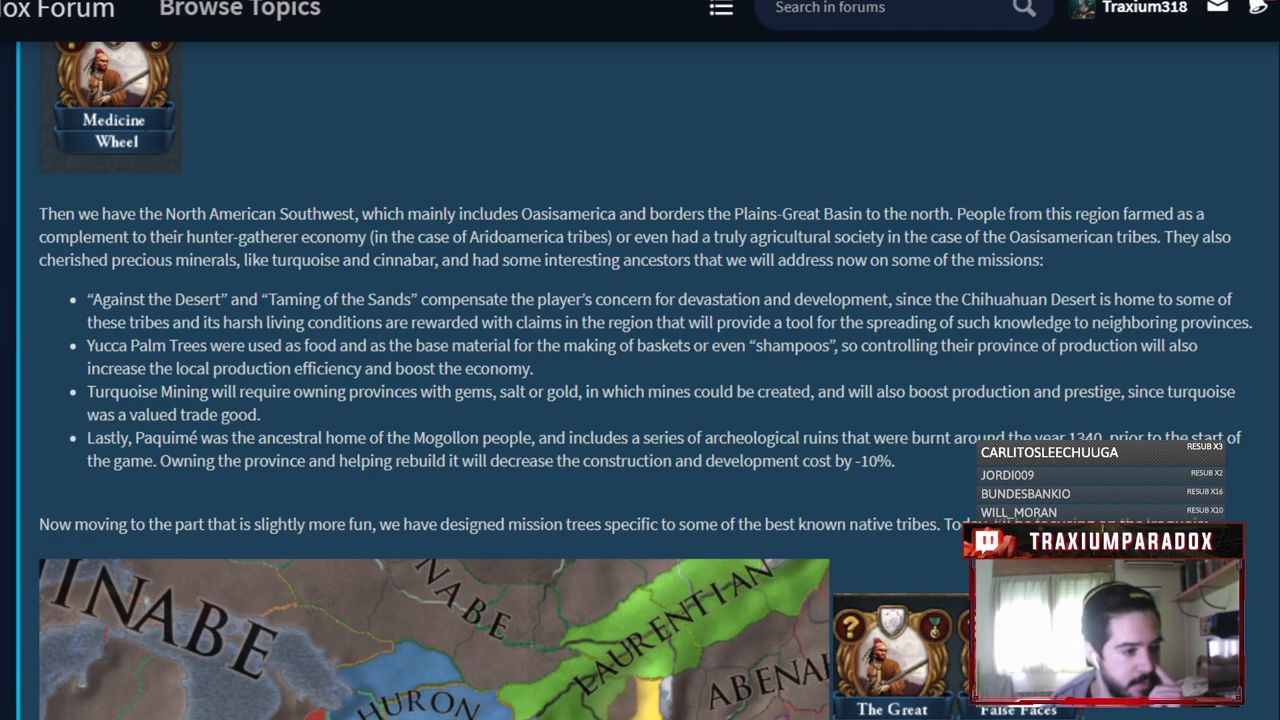 ox Forum
Browse Topics
Search in forums
Traxium318
Medicine
Wheel
Then we have the North American Southwest, which mainly includes Oasisamerica and borders the Plains-Great Basin to the north. People from this region farmed as a
complement to their hunter-gatherer economy (in the case of Aridoamerica tribes) or even had a truly agricultural society in the case of the Oasisamerican tribes. They also
cherished precious minerals, like turquoise and cinnabar, and had some interesting ancestors that we will address now on some of the missions:
• “Against the Desert” and “Taming of the Sands” compensate the player’s concern for devastation and development, since the Chihuahuan Desert is home to some of
these tribes and its harsh living conditions are rewarded with claims in the region that will provide a tool for the spreading of such knowledge to neighboring provinces.
• Yucca Palm Trees were used as food and as the base material for the making of baskets or even “shampoos”, so controlling their province of production will also
increase the local production efficiency and boost the economy.
• Turquoise Mining will require owning provinces with gems, salt or gold, in which mines could be created, and will also boost production and prestige, since turquoise
was a valued trade good.
• Lastly, Paquimé was the ancestral home of the Mogollon people, and includes a series of archeological ruins that were burnt around the year 1340, prior to the start of
the game. Owning the province and helping rebuild it will decrease the construction and development cost by -10%.
CARLITOSLEECHUUGA RESUB X3
JORDI009 RESUB X2
BUNDESBANKIO RESUB X16
WILL_MORAN RESUB X10
Now moving to the part that is slightly more fun, we have designed mission trees specific to some of the best known native tribes.
TRAXIUMPARADOX
INABE
NABE
LAURENTIAN
HURON
ABENA
The Great
False Faces